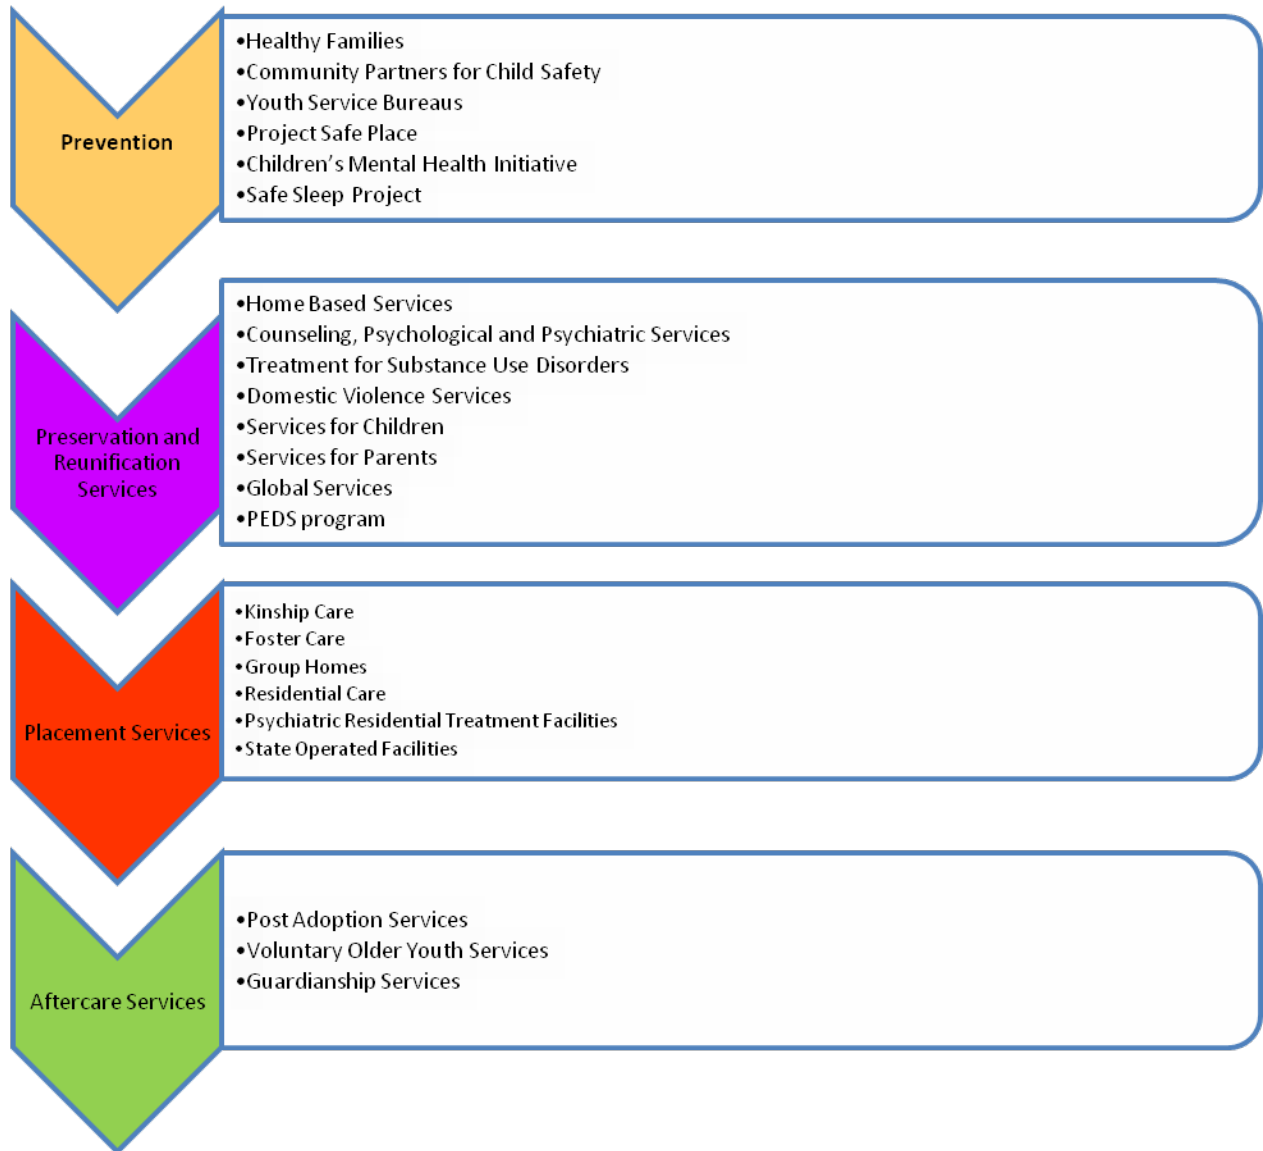 Prevention
•Healthy Families
•Community Partners for Child Safety
•Youth Service Bureaus
•Project Safe Place
•Children’s Mental Health Initiative
•Safe Sleep Project
Preservation and
Reunification
Services
•Home Based Services
•Counseling, Psychological and Psychiatric Services
•Treatment for Substance Use Disorders
•Domestic Violence Services
•Services for Children
•Services for Parents
•Global Services
•PEDS program
Placement Services
•Kinship Care
•Foster Care
•Group Homes
•Residential Care
•Psychiatric Residential Treatment Facilities
•State Operated Facilities
Aftercare Services
•Post Adoption Services
•Voluntary Older Youth Services
•Guardianship Services